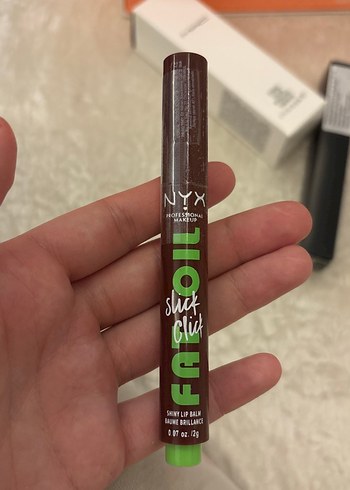 NYX
PROFESSIONAL
MAKEUP
FAT OIL
slick
click
SHINY LIP BALM
BAUME BRILLANCE
0.07 oz./2g